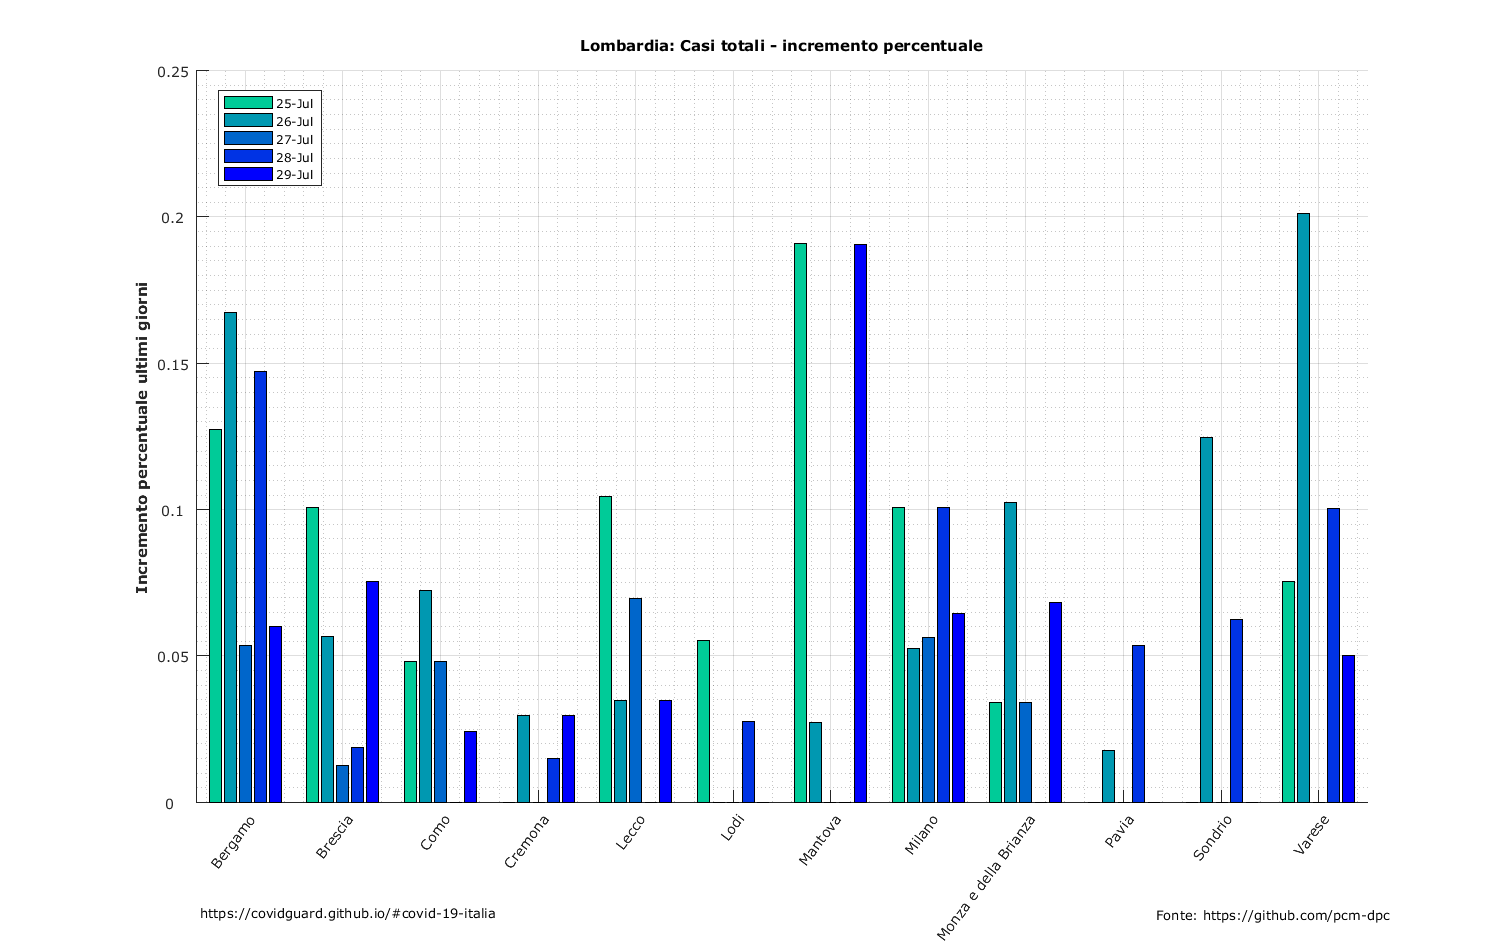 Lombardia: Casi totali - incremento percentuale
0.25
0.2
0.15
0.1
0.05
0
Incremento percentuale ultimi giorni
25-Jul
26-Jul
27-Jul
28-Jul
29-Jul
Bergamo
Brescia
Como
Cremona
Lecco
Lodi
Mantova
Milano
Monza e della Brianza
Pavia
Sondrio
Varese
https://covidguard.github.io/#covid-19-italia
Fonte: https://github.com/pcm-dpc